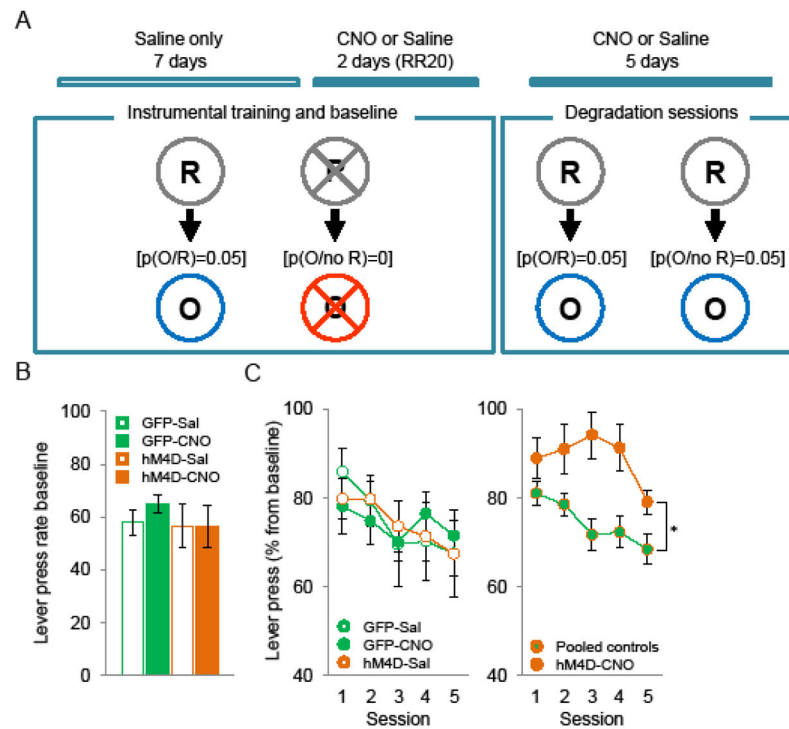 A
Saline only
7 days
CNO or Saline
2 days (RR20)
CNO or Saline
5 days
Instrumental training and baseline
Degradation sessions
R
R
R
[p(O/R)=0.05]
[p(O/no R)=0]
[p(O/R)=0.05]
[p(O/no R)=0.05]
O
O
O
O
B
Lever press rate baseline
100
80
60
40
20
0
GFP-Sal
GFP-CNO
hM4D-Sal
hM4D-CNO
C
Lever press (% from baseline)
100
80
60
40
GFP-Sal
GFP-CNO
hM4D-Sal
1 2 3 4 5
Session
100
80
60
40
*
Pooled controls
hM4D-CNO
1 2 3 4 5
Session